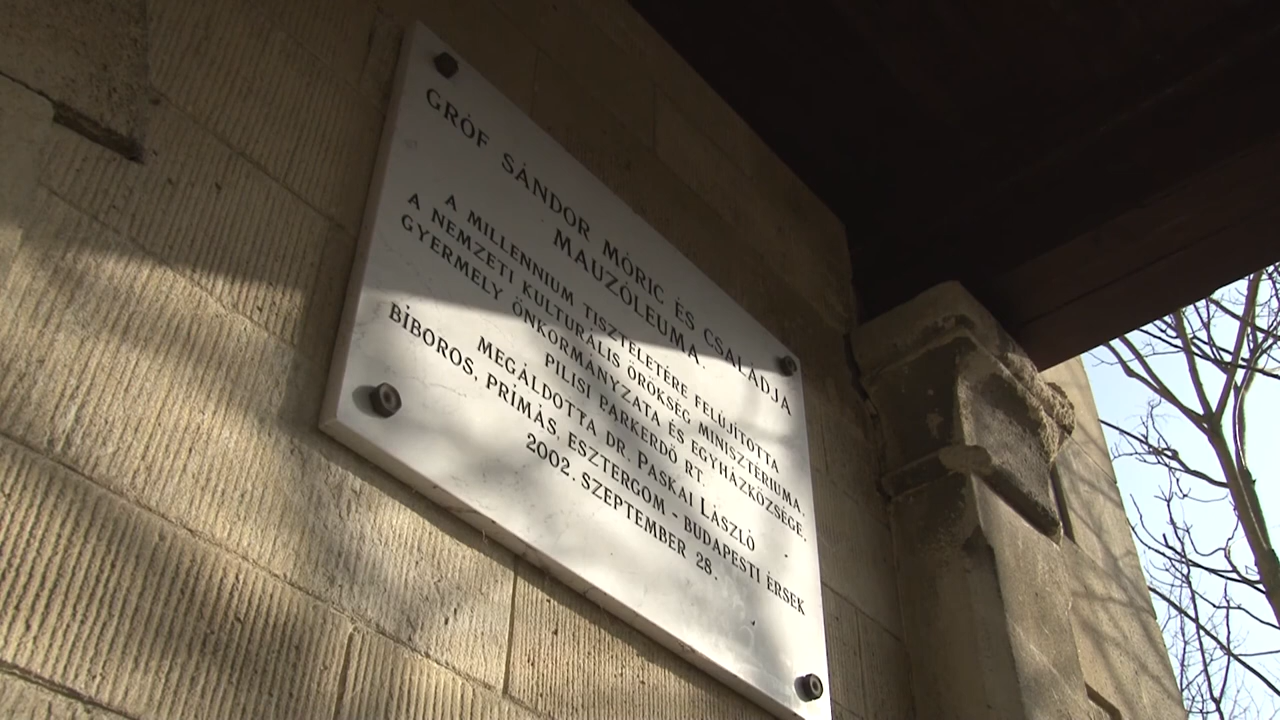 GRÓF SÁNDOR MÓRIC ÉS CSALÁDJA
MAUZÓLEUMA.
A MILLENNIUM TISZTELETÉRE FELÚJÍTOTTA
A NEMZETI KULTURÁLIS ÖRÖKSÉG MINISZTÉRIUMA.
GYERMELY ÖNKORMÁNYZATA ÉS EGYHÁZKÖZSÉGE.
PILISI PARKERDŐ RT.
MEGÁLDOTTA DR. PASKAI LÁSZLÓ
BÍBOROS, PRÍMÁS, ESZTERGOM - BUDAPESTI ÉRSEK
2002. SZEPTEMBER 28.